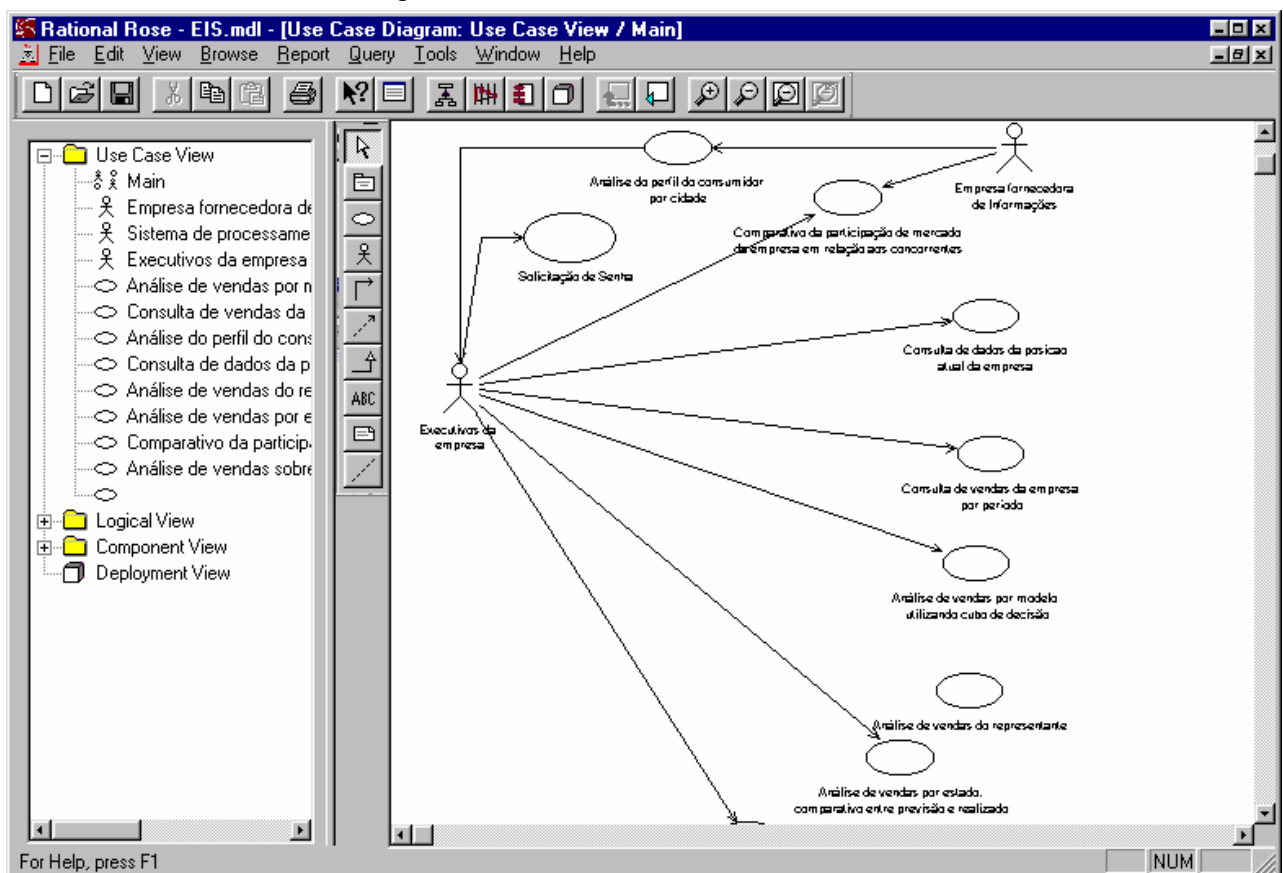 Rational Rose - EIS.mdl - [Use Case Diagram: Use Case View / Main]
File Edit View Browse Report Query Tools Window Help
Use Case View
Main
Empresa fornecedora de
Sistema de processame
Executivos da empresa
Análise de vendas por m
Consulta de vendas da
Análise do perfil do cons
Consulta de dados da p
Análise de vendas do re
Análise de vendas por e
Comparativo da particip
Análise de vendas sobre
Logical View
Component View
Deployment View
ABC
Análise do perfil do consumidor
por cidade
Empresa fornecedora
de Informações
Comparativo da participação de mercado
da empresa em relação aos concorrentes
Solicitação de Senha
Consulta de dados da posicao
atual da empresa
Executivos da
empresa
Consulta de vendas da empresa
por periodo
Análise de vendas por modelo
utilizando cubo de decisão
Análise de vendas do representante
Análise de vendas por estado,
comparativo entre previsão e realizado
For Help, press F1
NUM